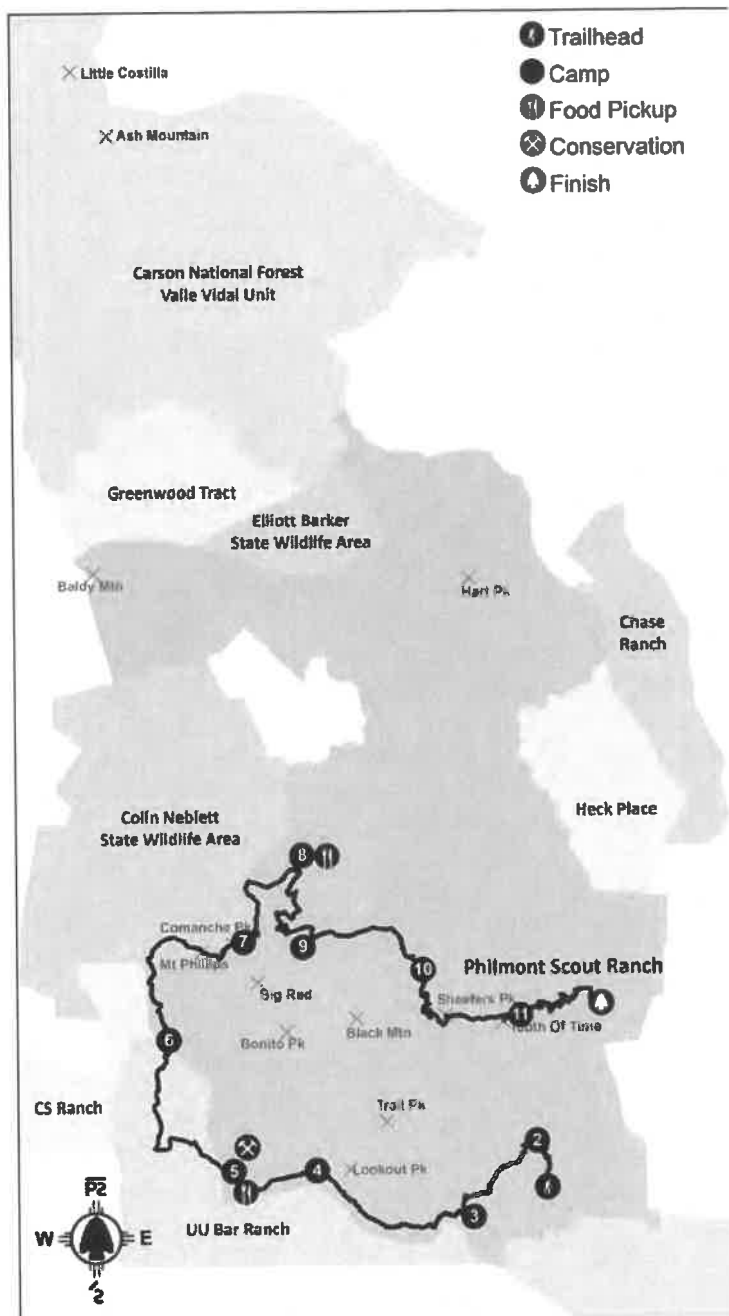 Trailhead
Camp
Food Pickup
Conservation
Finish
Little Costilla
Ash Mountain
Carson National Forest
Valle Vidal Unit
Greenwood Tract
Elliott Barker
State Wildlife Area
Baldy Mtn
Hart Pk
Chase
Ranch
Heck Place
Colin Neblett
State Wildlife Area
8
Comanche Pk
7
9
Mt Phillips
10
Philmont Scout Ranch
Big Red
Shaefers Pk
11
Tooth Of Time
Black Mtn
Bonito Pk
6
CS Ranch
Trail Pk
2
5
4
Lookout Pk
3
UU Bar Ranch
W
E